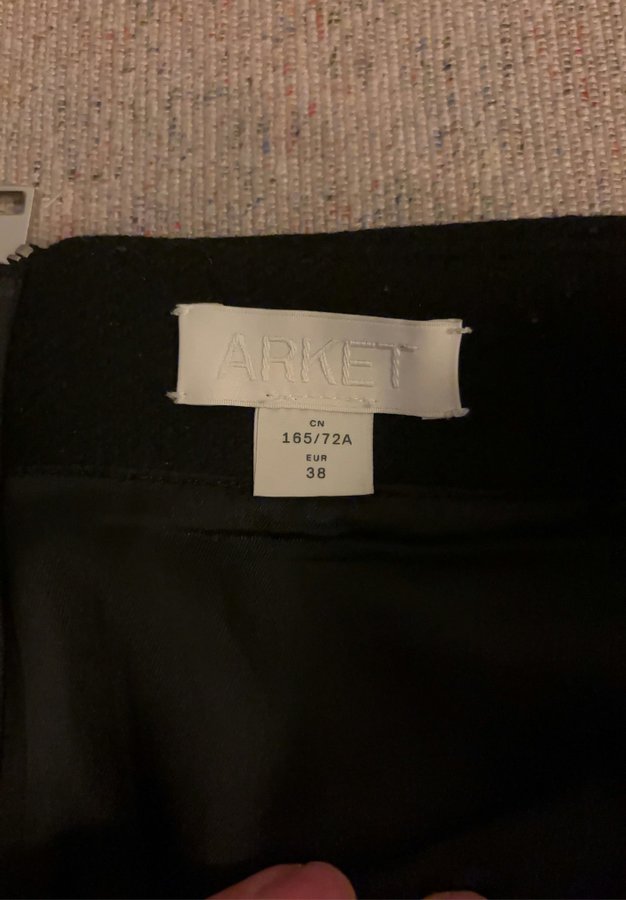 ARKET
CN
165/72A
EUR
38